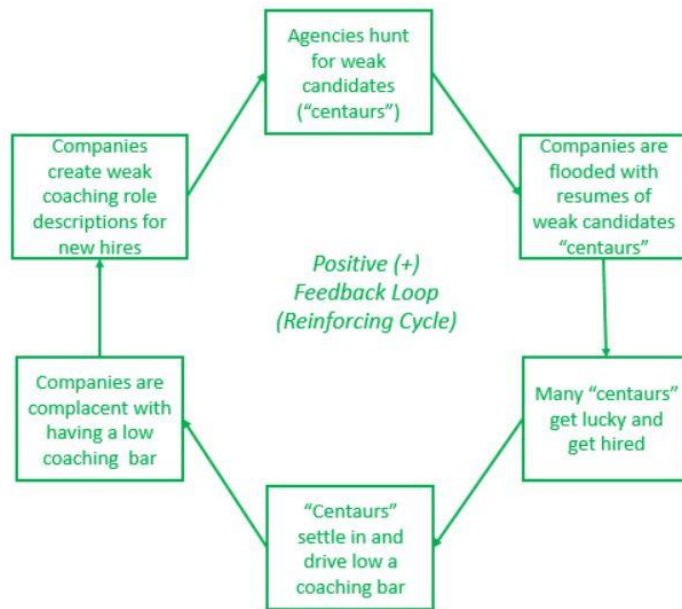 Agencies hunt
for weak
candidates
(“centaurs”)
Companies are
flooded with
resumes of
weak candidates
“centaurs”
Many “centaurs”
get lucky and
get hired
“Centaurs”
settle in and
drive low a
coaching bar
Companies are
complacent with
having a low
coaching bar
Companies
create weak
coaching role
descriptions for
new hires
Positive (+)
Feedback Loop
(Reinforcing Cycle)